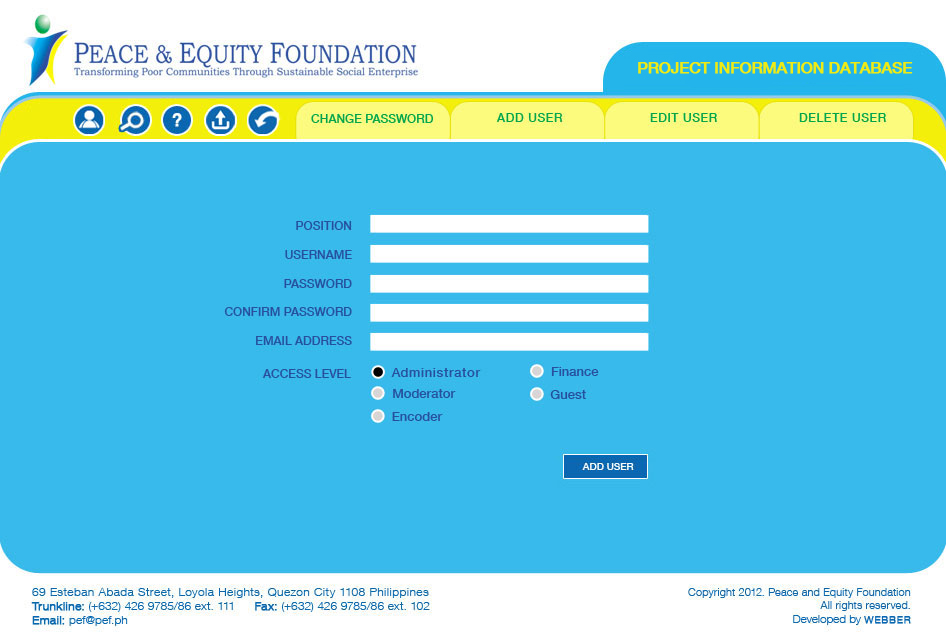 PEACE & EQUITY FOUNDATION
Transforming Poor Communities Through Sustainable Social Enterprise
PROJECT INFORMATION DATABASE
?
CHANGE PASSWORD
ADD USER
EDIT USER
DELETE USER
POSITION
USERNAME
PASSWORD
CONFIRM PASSWORD
EMAIL ADDRESS
ACCESS LEVEL
Administrator
Finance
Moderator
Guest
Encoder
ADD USER
69 Esteban Abada Street, Loyola Heights, Quezon City 1108 Philippines
Trunkline: (+632) 426 9785/86 ext. 111 Fax: (+632) 426 9785/86 ext. 102
Email: pef@pef.ph
Copyright 2012. Peace and Equity Foundation
All rights reserved.
Developed by WEBBER